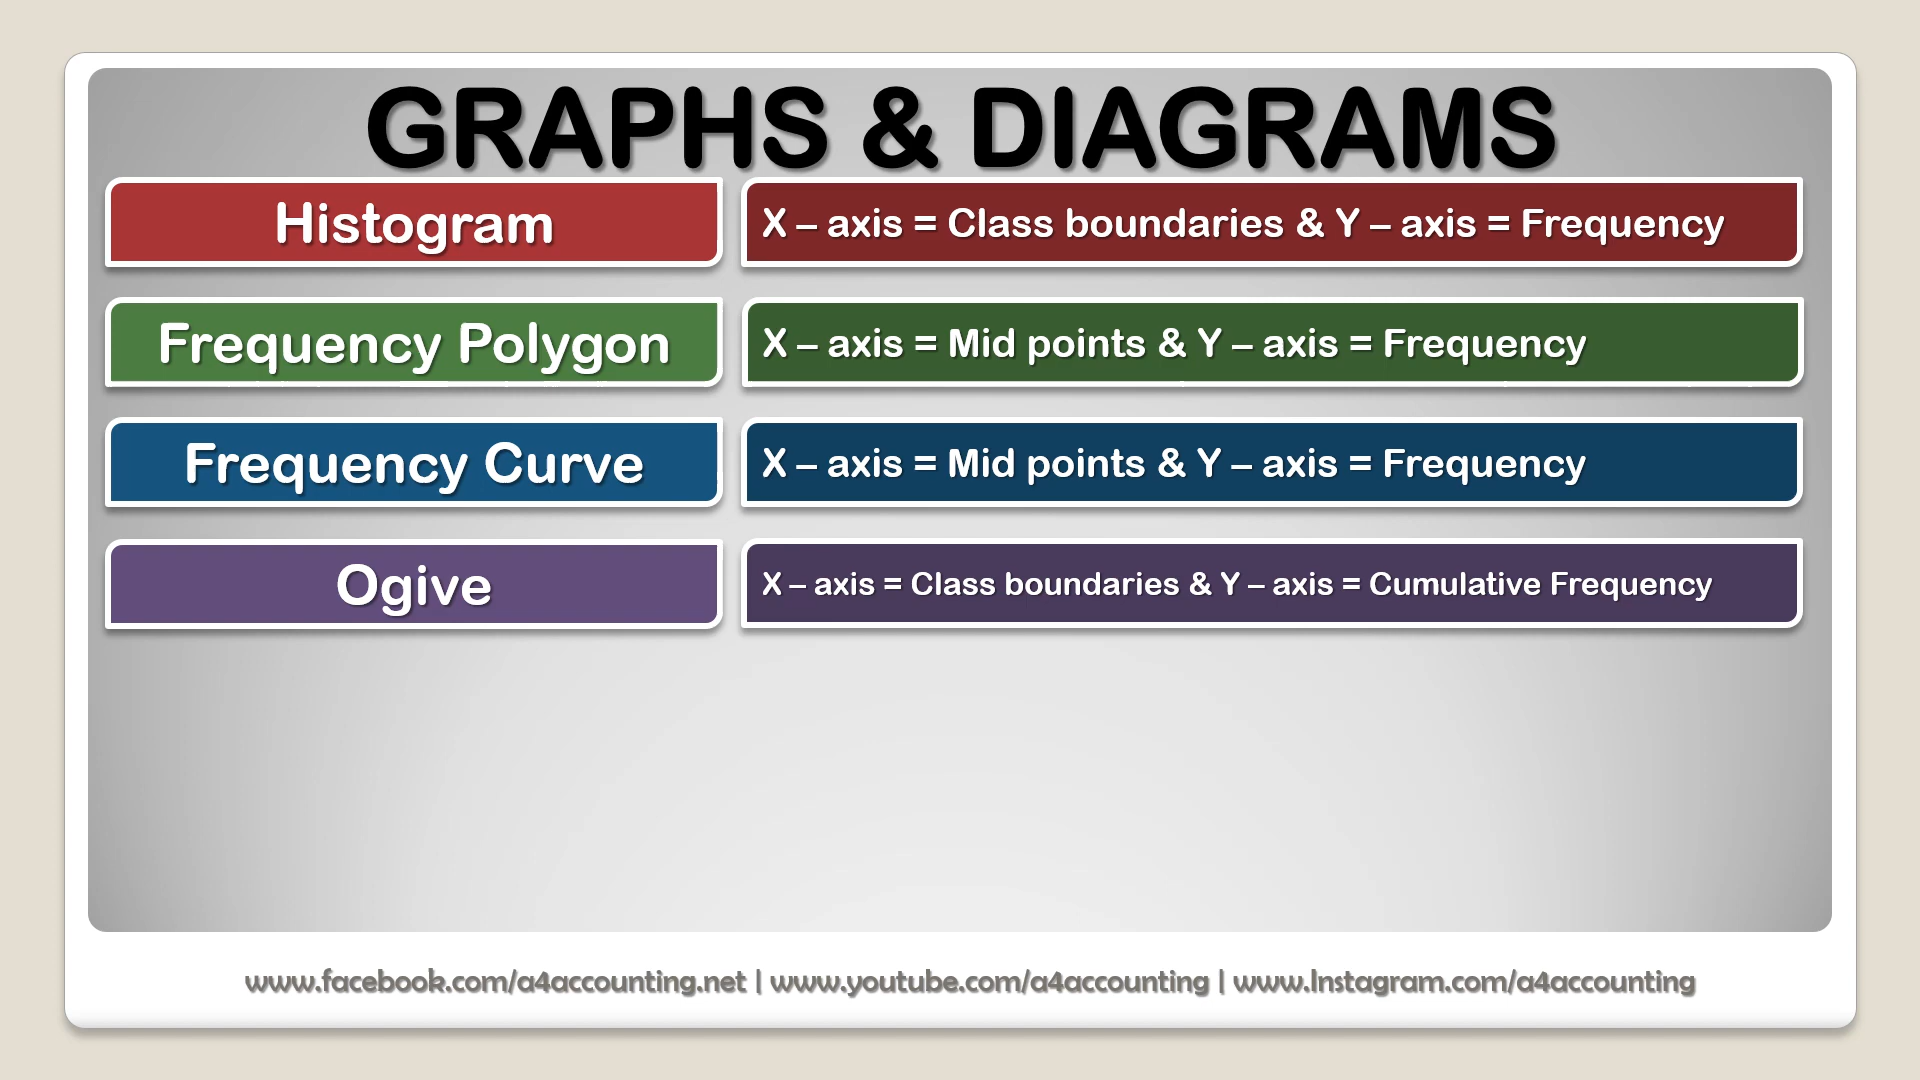 GRAPHS & DIAGRAMS
Histogram
X – axis = Class boundaries & Y – axis = Frequency
Frequency Polygon
X – axis = Mid points & Y – axis = Frequency
Frequency Curve
X – axis = Mid points & Y – axis = Frequency
Ogive
X – axis = Class boundaries & Y – axis = Cumulative Frequency
www.facebook.com/a4accounting.net | www.youtube.com/a4accounting | www.Instagram.com/a4accounting